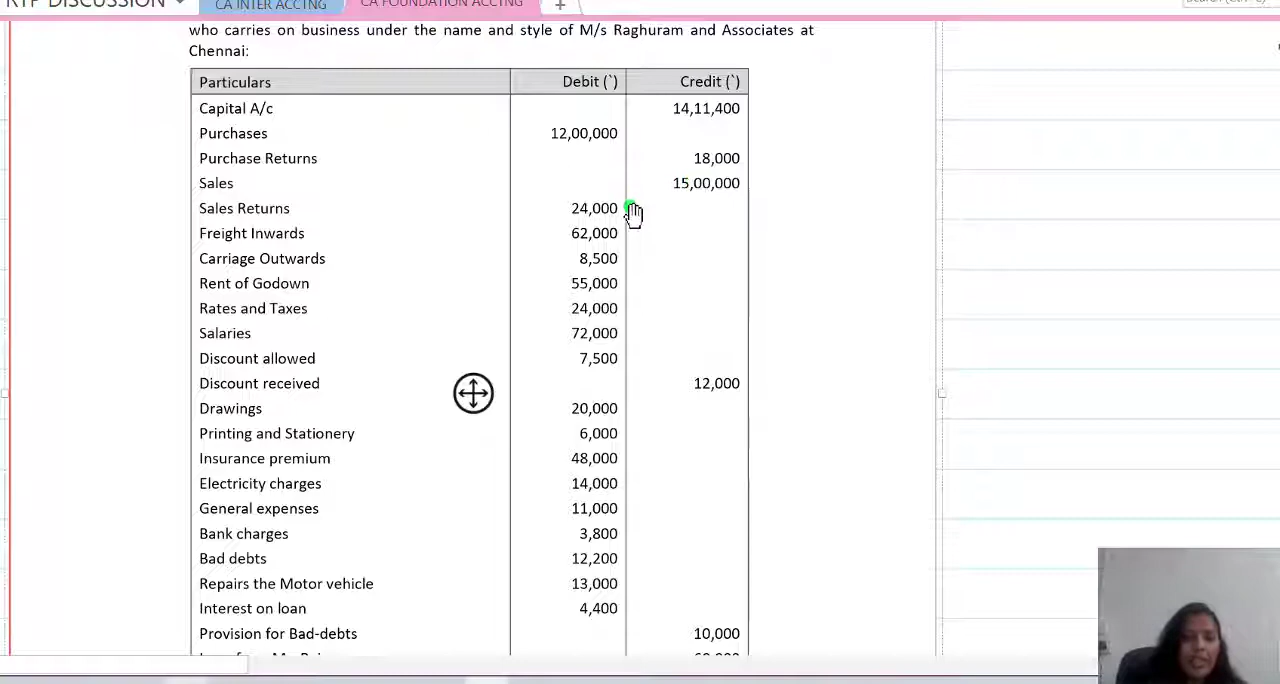 RTP DISCUSSION
CA INTER ACCTNG
CA FOUNDATION ACCTNG
who carries on business under the name and style of M/s Raghuram and Associates at
Chennai:
Particulars Debit (`) Credit (`)
Capital A/c 14,11,400
Purchases 12,00,000
Purchase Returns 18,000
Sales 15,00,000
Sales Returns 24,000
Freight Inwards 62,000
Carriage Outwards 8,500
Rent of Godown 55,000
Rates and Taxes 24,000
Salaries 72,000
Discount allowed 7,500
Discount received 12,000
Drawings 20,000
Printing and Stationery 6,000
Insurance premium 48,000
Electricity charges 14,000
General expenses 11,000
Bank charges 3,800
Bad debts 12,200
Repairs the Motor vehicle 13,000
Interest on loan 4,400
Provision for Bad-debts 10,000